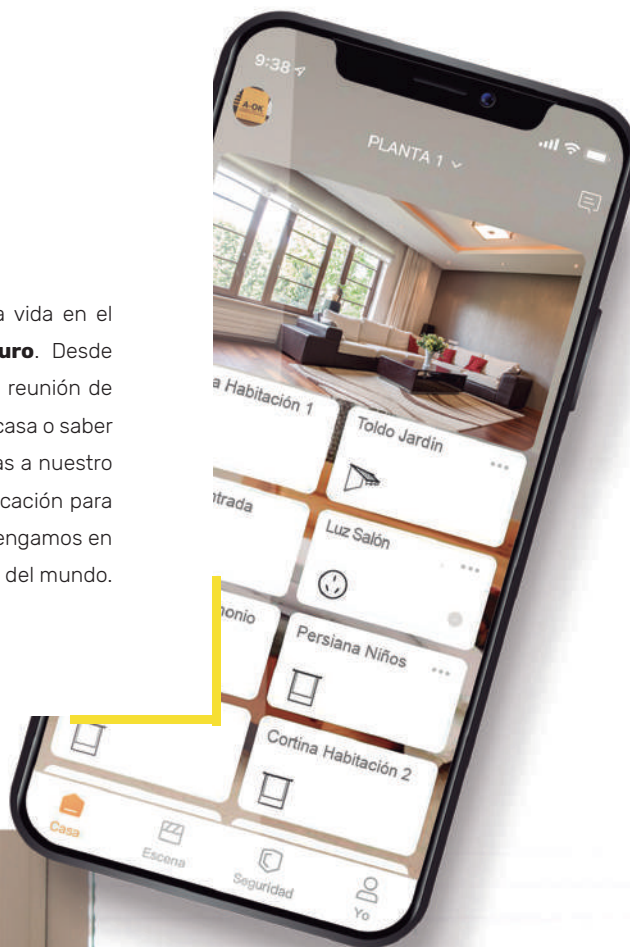 a vida en el
uro. Desde
reunión de
casa o saber
as a nuestro
cación para
engamos en
del mundo.
9:38
A-OK
PLANTA 1
a Habitación 1
Toldo Jardín
ntrada
Luz Salón
onio
Persiana Niños
Cortina Habitación 2
Casa
Escena
Seguridad
Yo